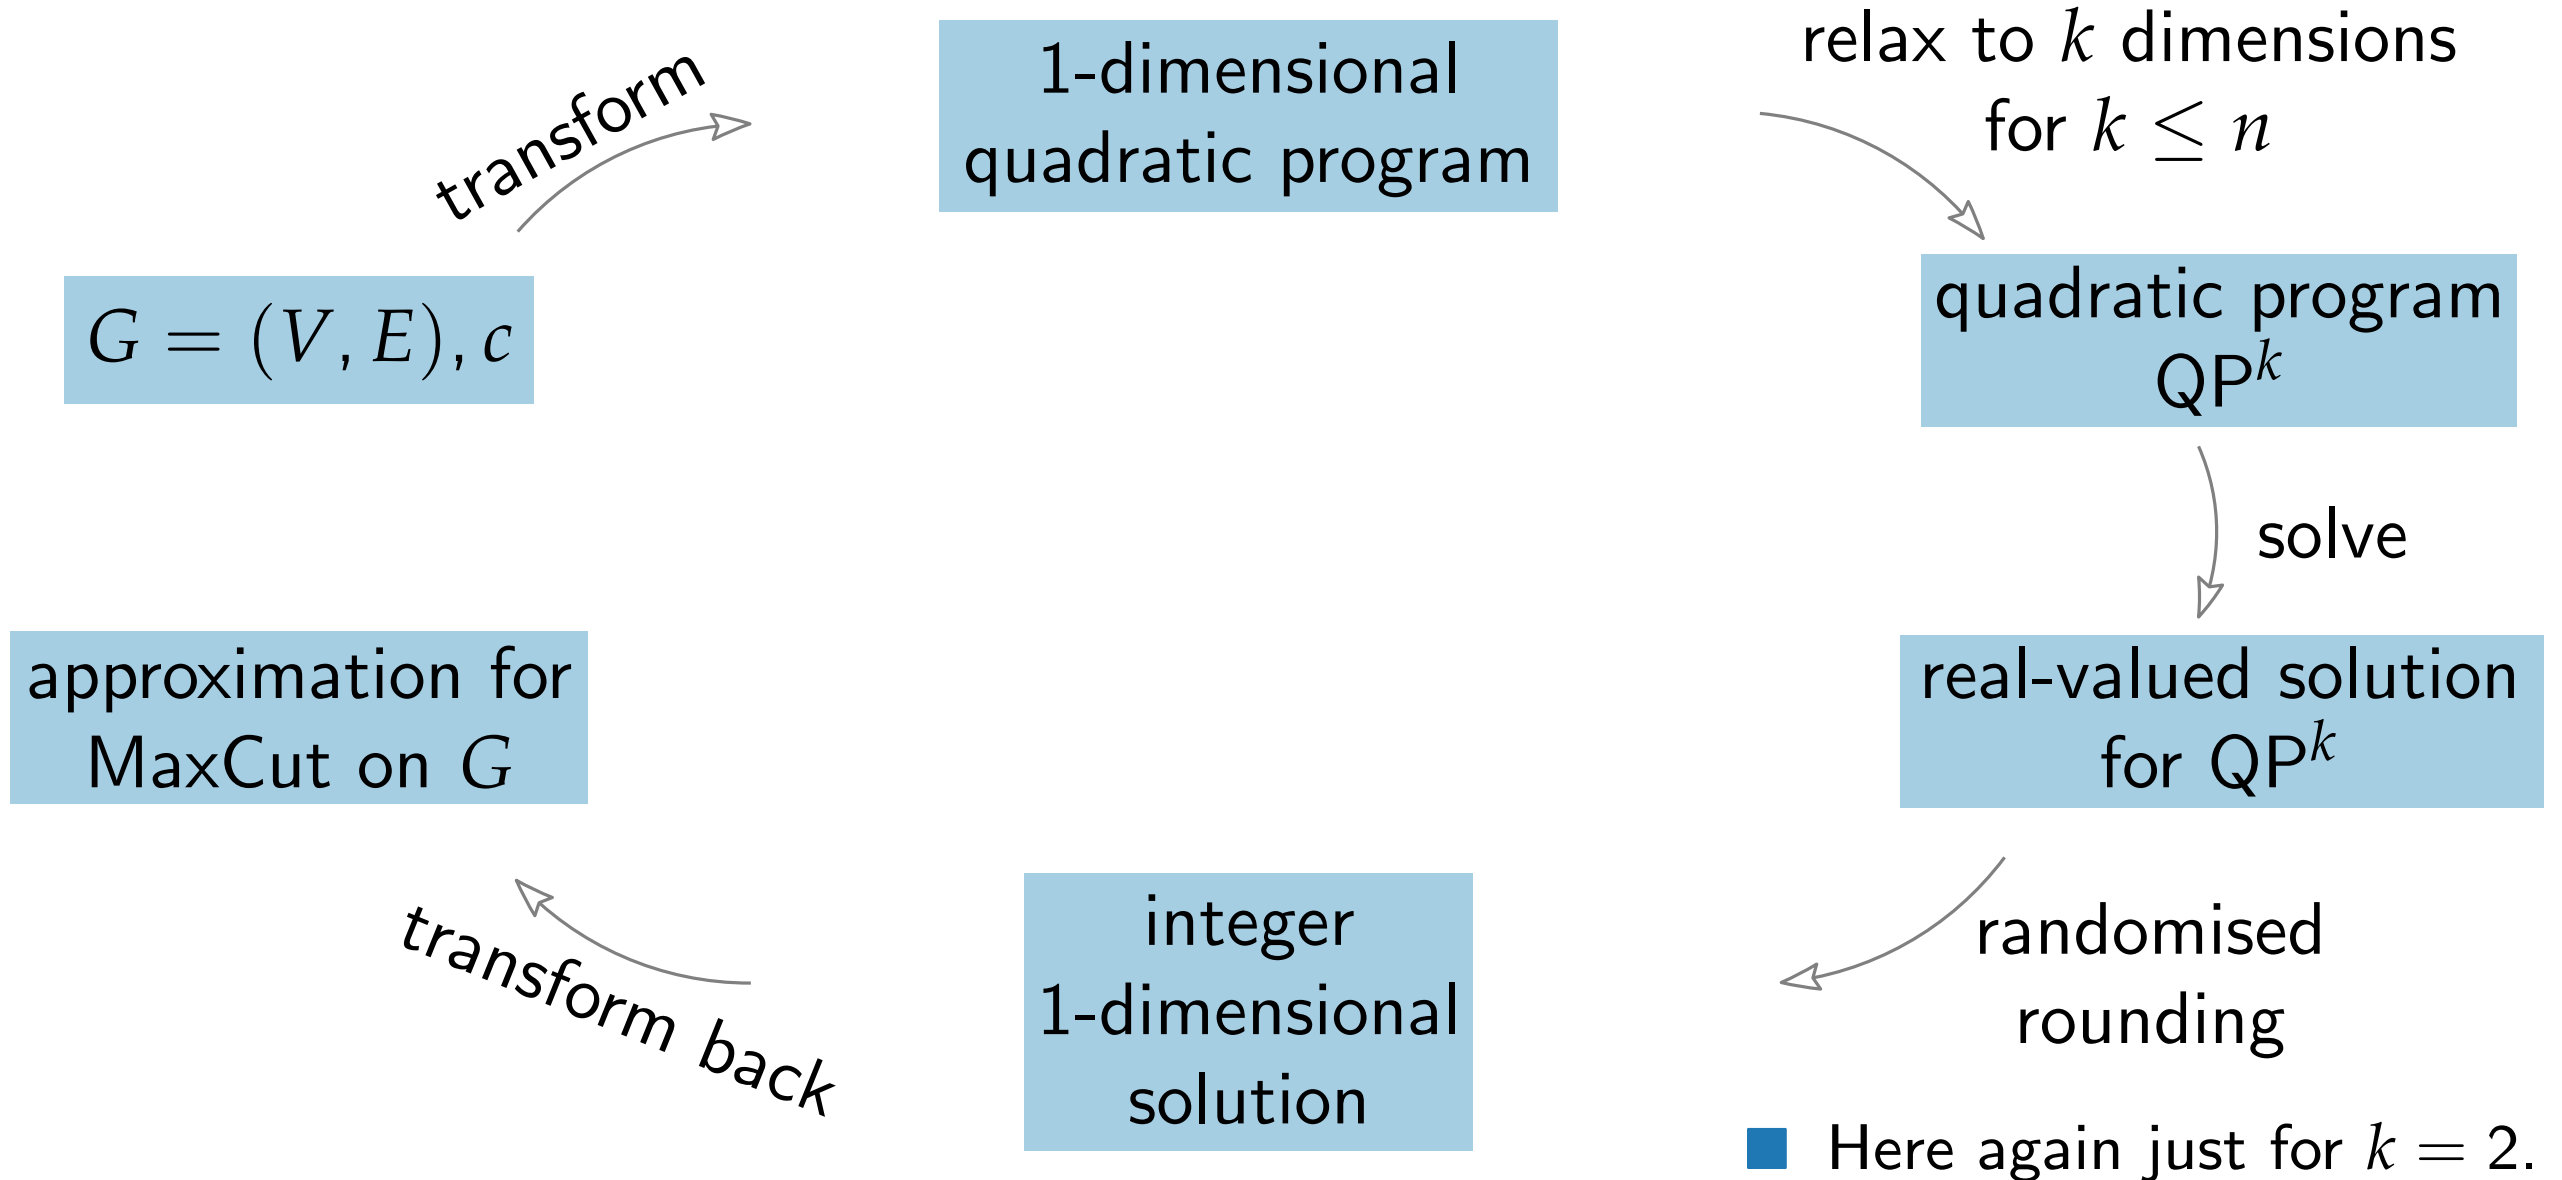 transform
1-dimensional
quadratic program
relax to k dimensions
for k ≤ n
G = (V, E), c
quadratic program
QP^k
solve
approximation for
MaxCut on G
real-valued solution
for QP^k
transform back
integer
1-dimensional
solution
randomised
rounding
Here again just for k = 2.